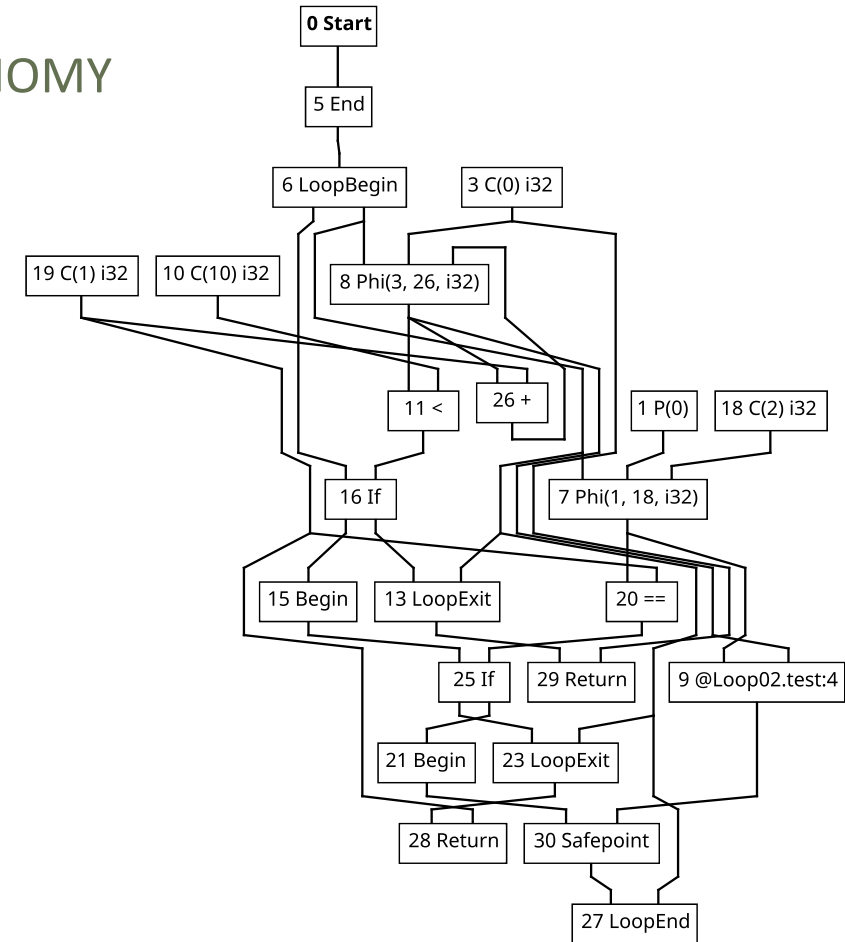 0 Start
OMY
5 End
6 LoopBegin
3 C(0) i32
19 C(1) i32
10 C(10) i32
8 Phi(3, 26, i32)
11 <
26 +
1 P(0)
18 C(2) i32
16 If
7 Phi(1, 18, i32)
15 Begin
13 LoopExit
20 ==
25 If
29 Return
9 @Loop02.test:4
21 Begin
23 LoopExit
28 Return
30 Safepoint
27 LoopEnd